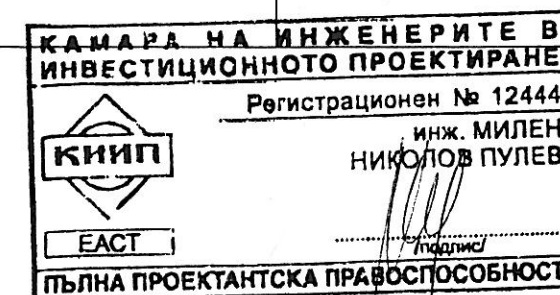 КАМАРА НА ИНЖЕНЕРИТЕ В
ИНВЕСТИЦИОННОТО ПРОЕКТИРАНЕ
Регистрационен № 12444
инж. МИЛЕН
НИКОЛОВ ПУЛЕВ
КИИП
ЕАСТ
/подпис/
ПЪЛНА ПРОЕКТАНТСКА ПРАВОСПОСОБНОСТ